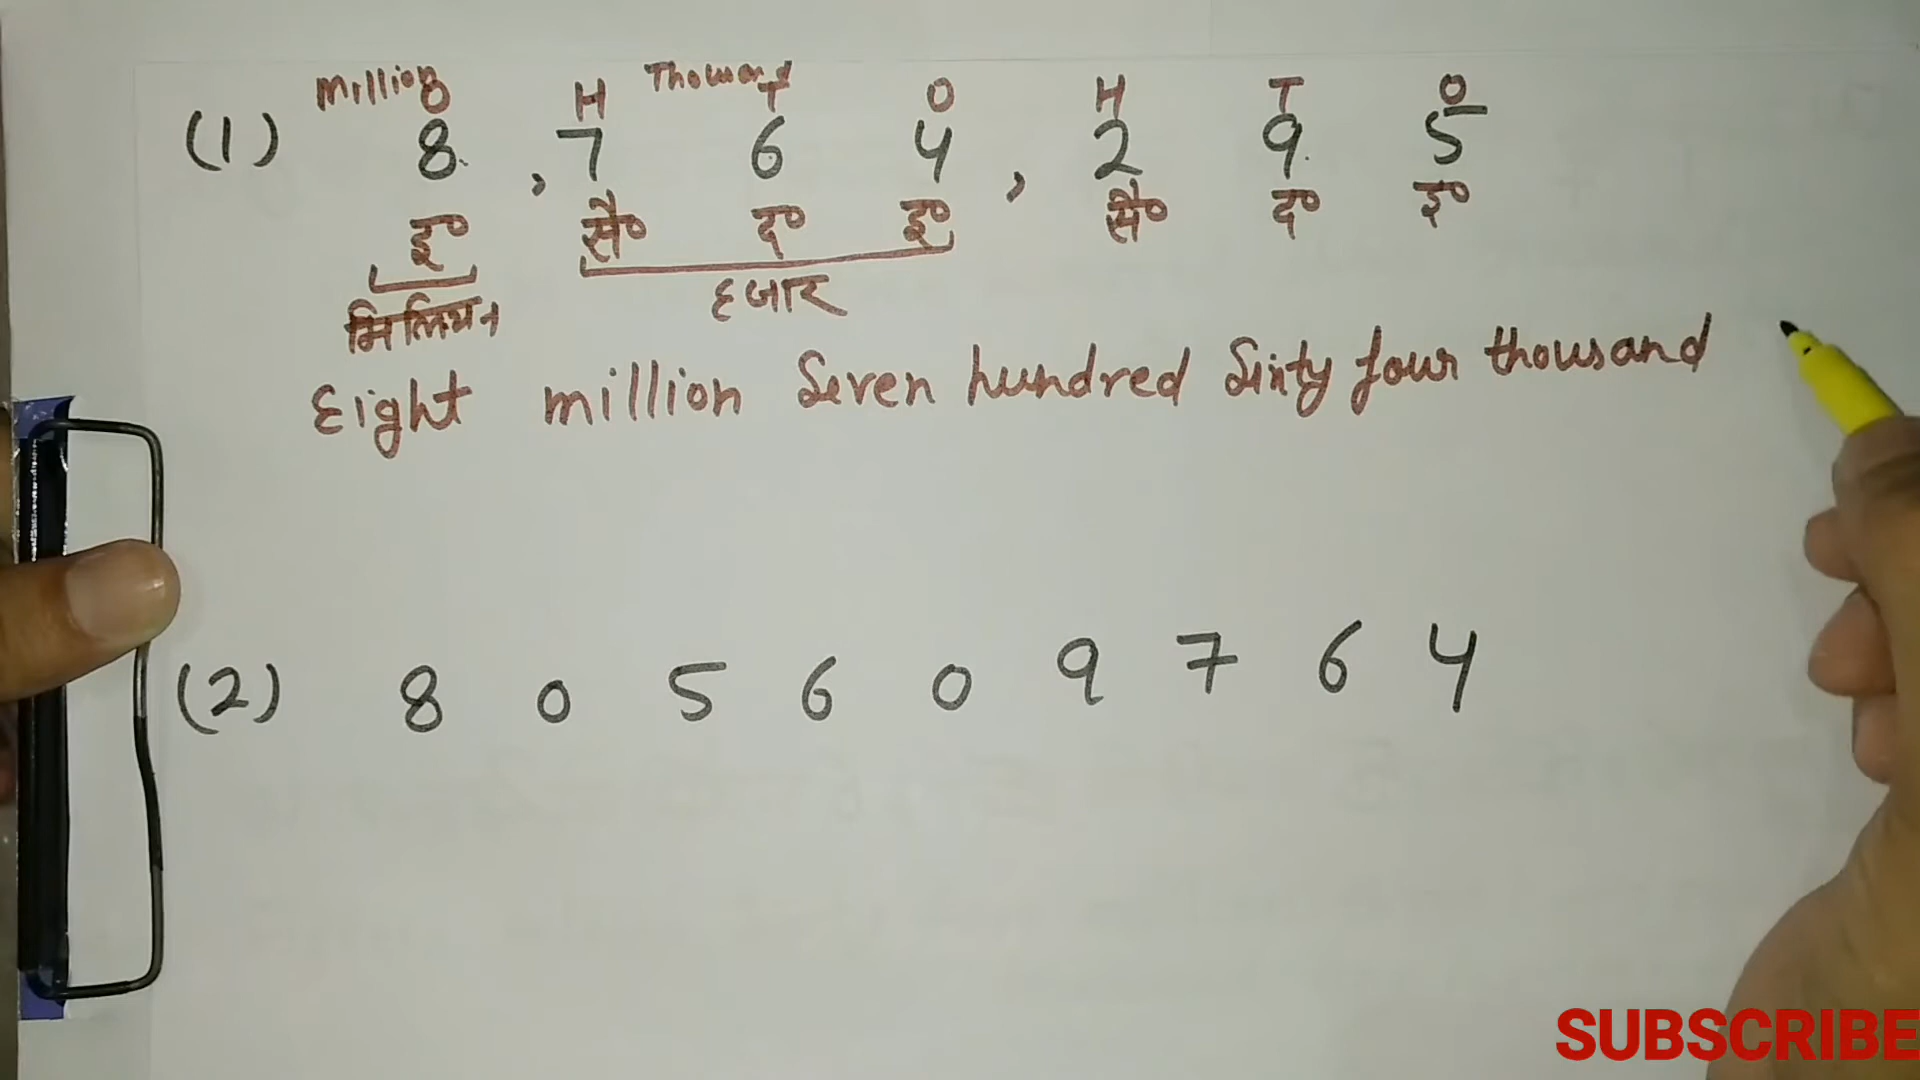 Million Thousand
O H T O H T O
(1) 8 , 7 6 4 , 2 9 5
इ० सै० द० इ० सै० द० इ०
मिलियन हजार
Eight million Seven hundred Sixty four thousand
(2) 8 0 5 6 0 9 7 6 4
SUBSCRIBE